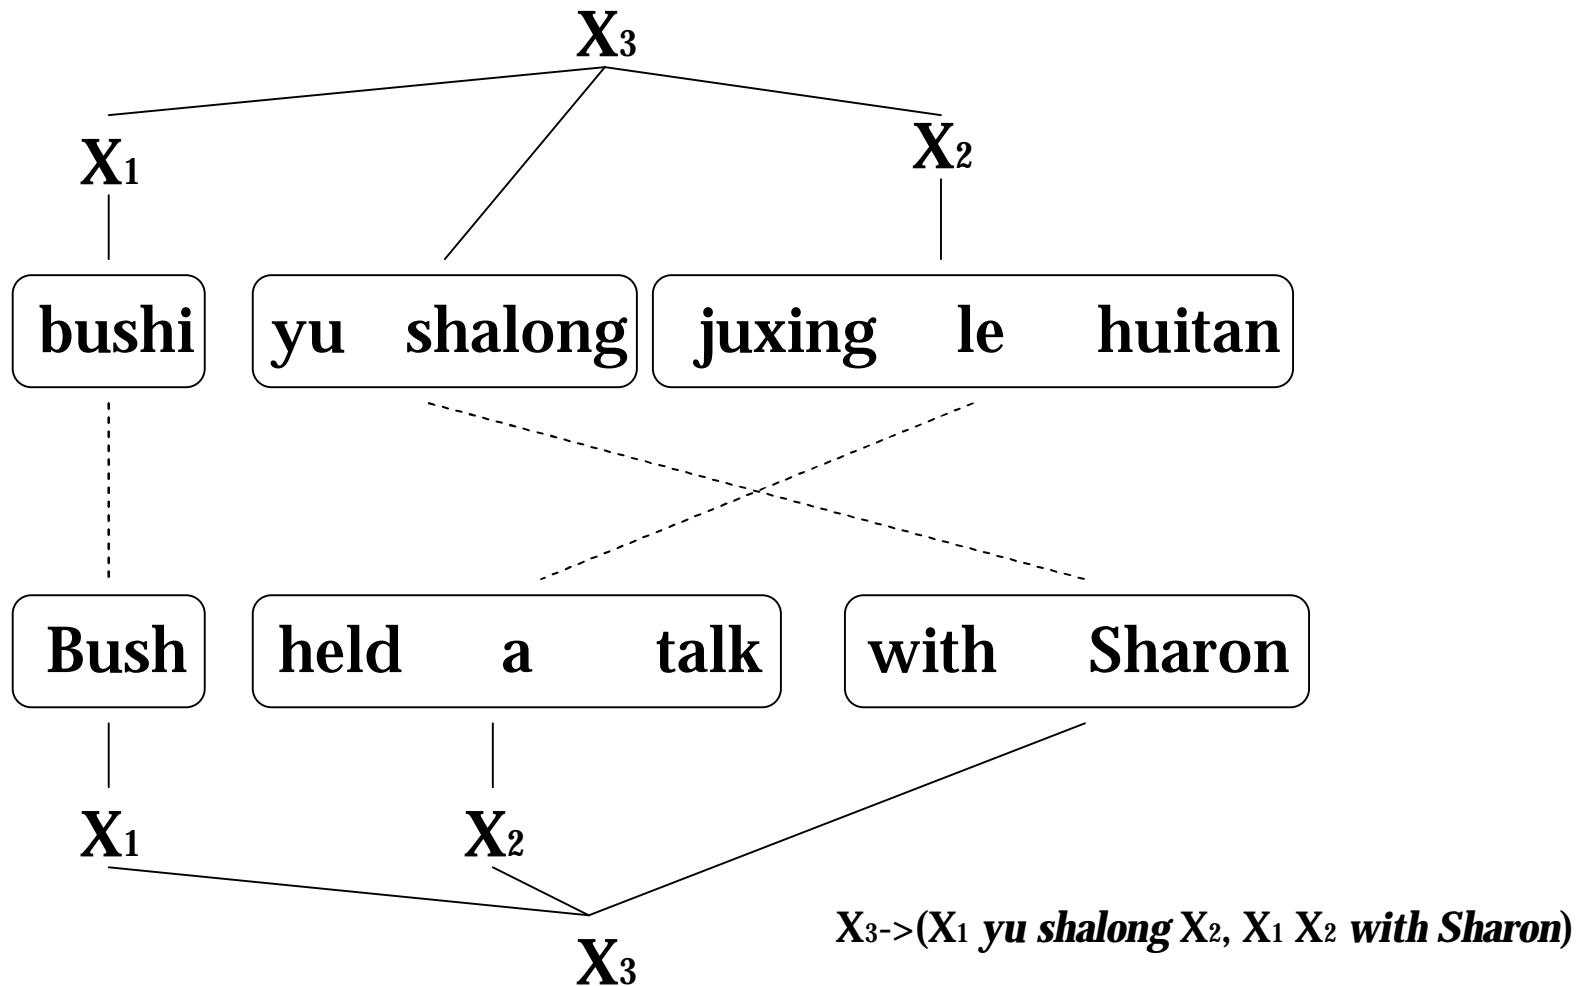 X3
X1 X2
bushi yu shalong juxing le huitan
Bush held a talk with Sharon
X1 X2
X3->(X1 yu shalong X2, X1 X2 with Sharon)
X3